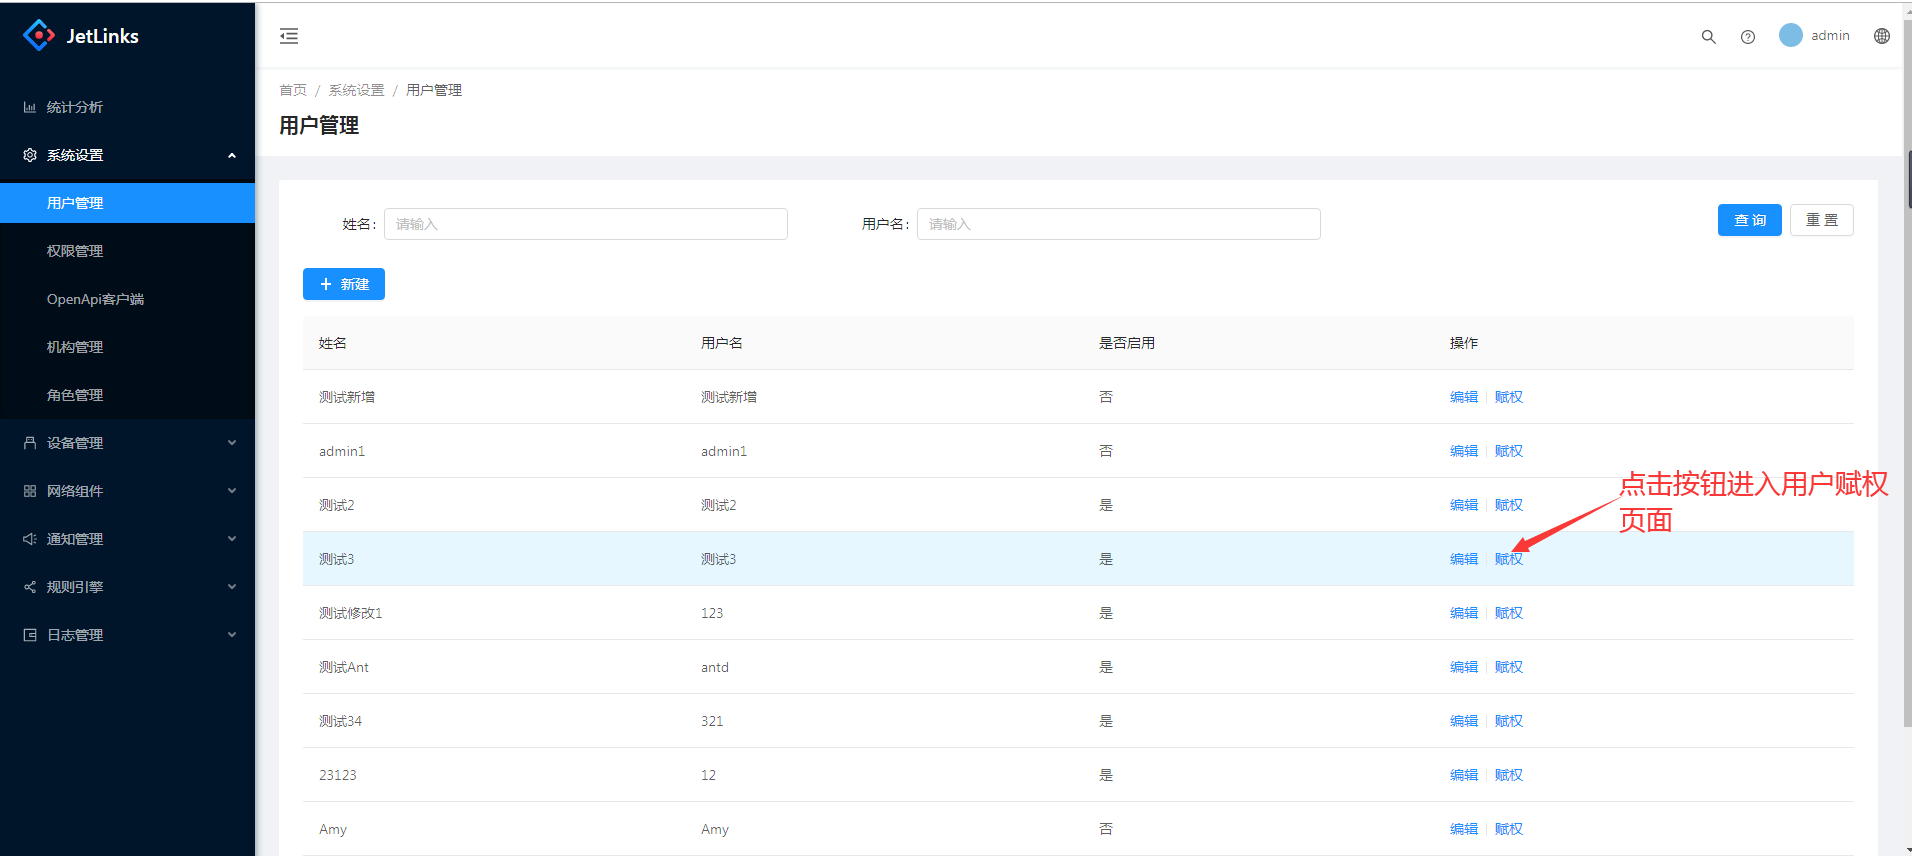 JetLinks
admin
统计分析
系统设置
用户管理
权限管理
OpenApi客户端
机构管理
角色管理
设备管理
网络组件
通知管理
规则引擎
日志管理
首页 / 系统设置 / 用户管理
用户管理
姓名: 请输入 用户名: 请输入 查 询 重 置
+ 新建
姓名 用户名 是否启用 操作
测试新增 测试新增 否 编辑 赋权
admin1 admin1 否 编辑 赋权
测试2 测试2 是 编辑 赋权
测试3 测试3 是 编辑 赋权
测试修改1 123 是 编辑 赋权
测试Ant antd 是 编辑 赋权
测试34 321 是 编辑 赋权
23123 12 是 编辑 赋权
Amy Amy 否 编辑 赋权
点击按钮进入用户赋权
页面